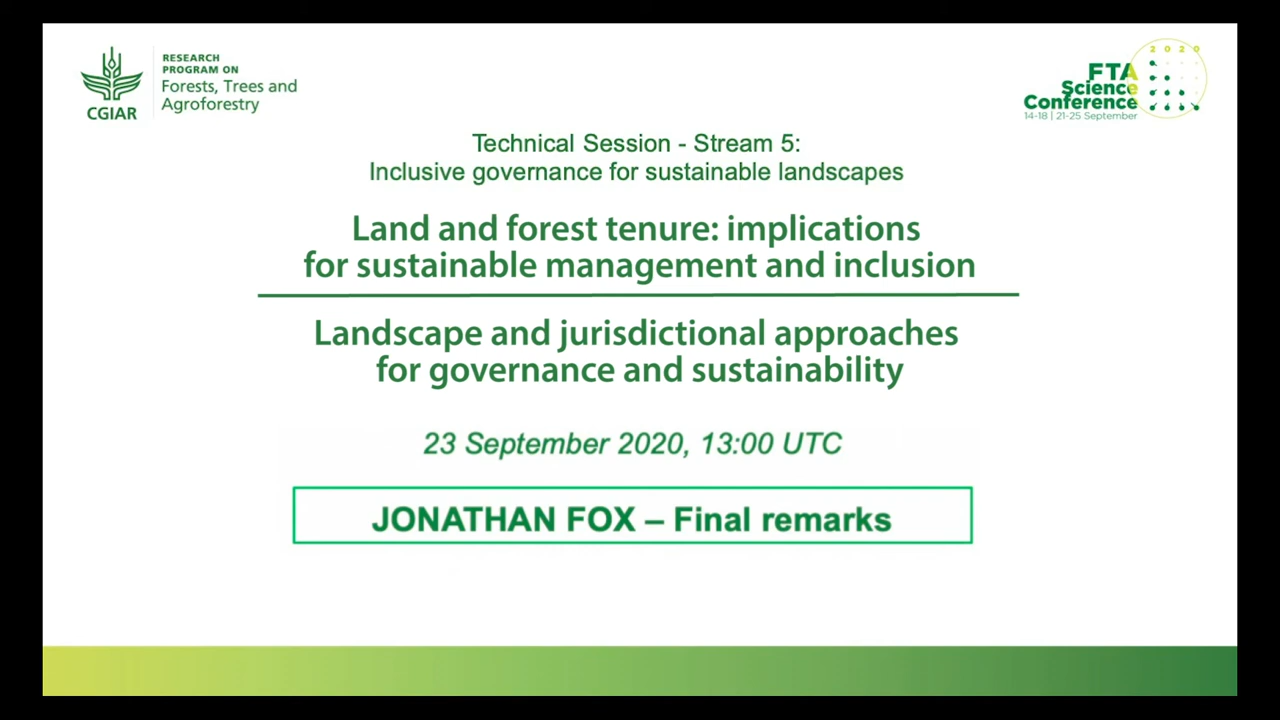 RESEARCH
PROGRAM ON
Forests, Trees and
Agroforestry
CGIAR
2020
FTA
Science
Conference
14-18 | 21-25 September
Technical Session - Stream 5:
Inclusive governance for sustainable landscapes
Land and forest tenure: implications
for sustainable management and inclusion
Landscape and jurisdictional approaches
for governance and sustainability
23 September 2020, 13:00 UTC
JONATHAN FOX – Final remarks